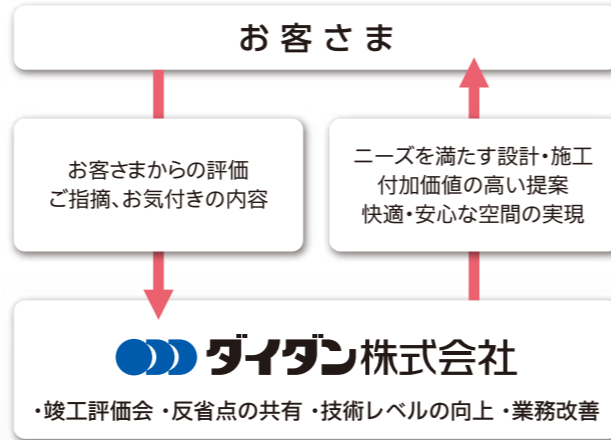 お客さま
お客さまからの評価
ご指摘、お気付きの内容
ニーズを満たす設計・施工
付加価値の高い提案
快適・安心な空間の実現
ダイダン株式会社
・竣工評価会 ・反省点の共有 ・技術レベルの向上 ・業務改善